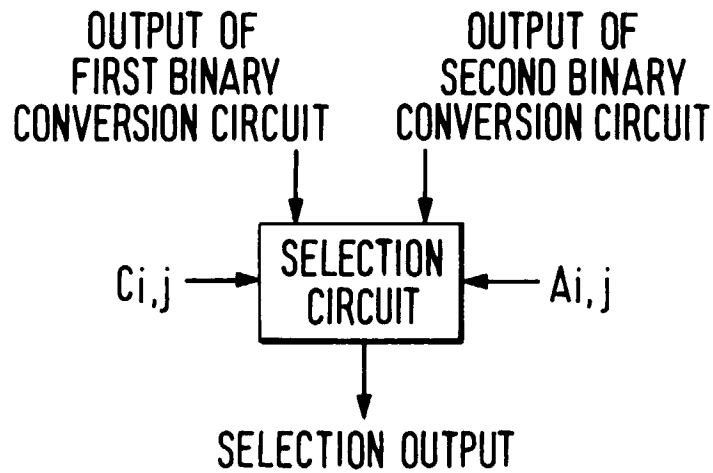 OUTPUT OF
FIRST BINARY
CONVERSION CIRCUIT
OUTPUT OF
SECOND BINARY
CONVERSION CIRCUIT
Ci,j
SELECTION
CIRCUIT
Ai,j
SELECTION OUTPUT